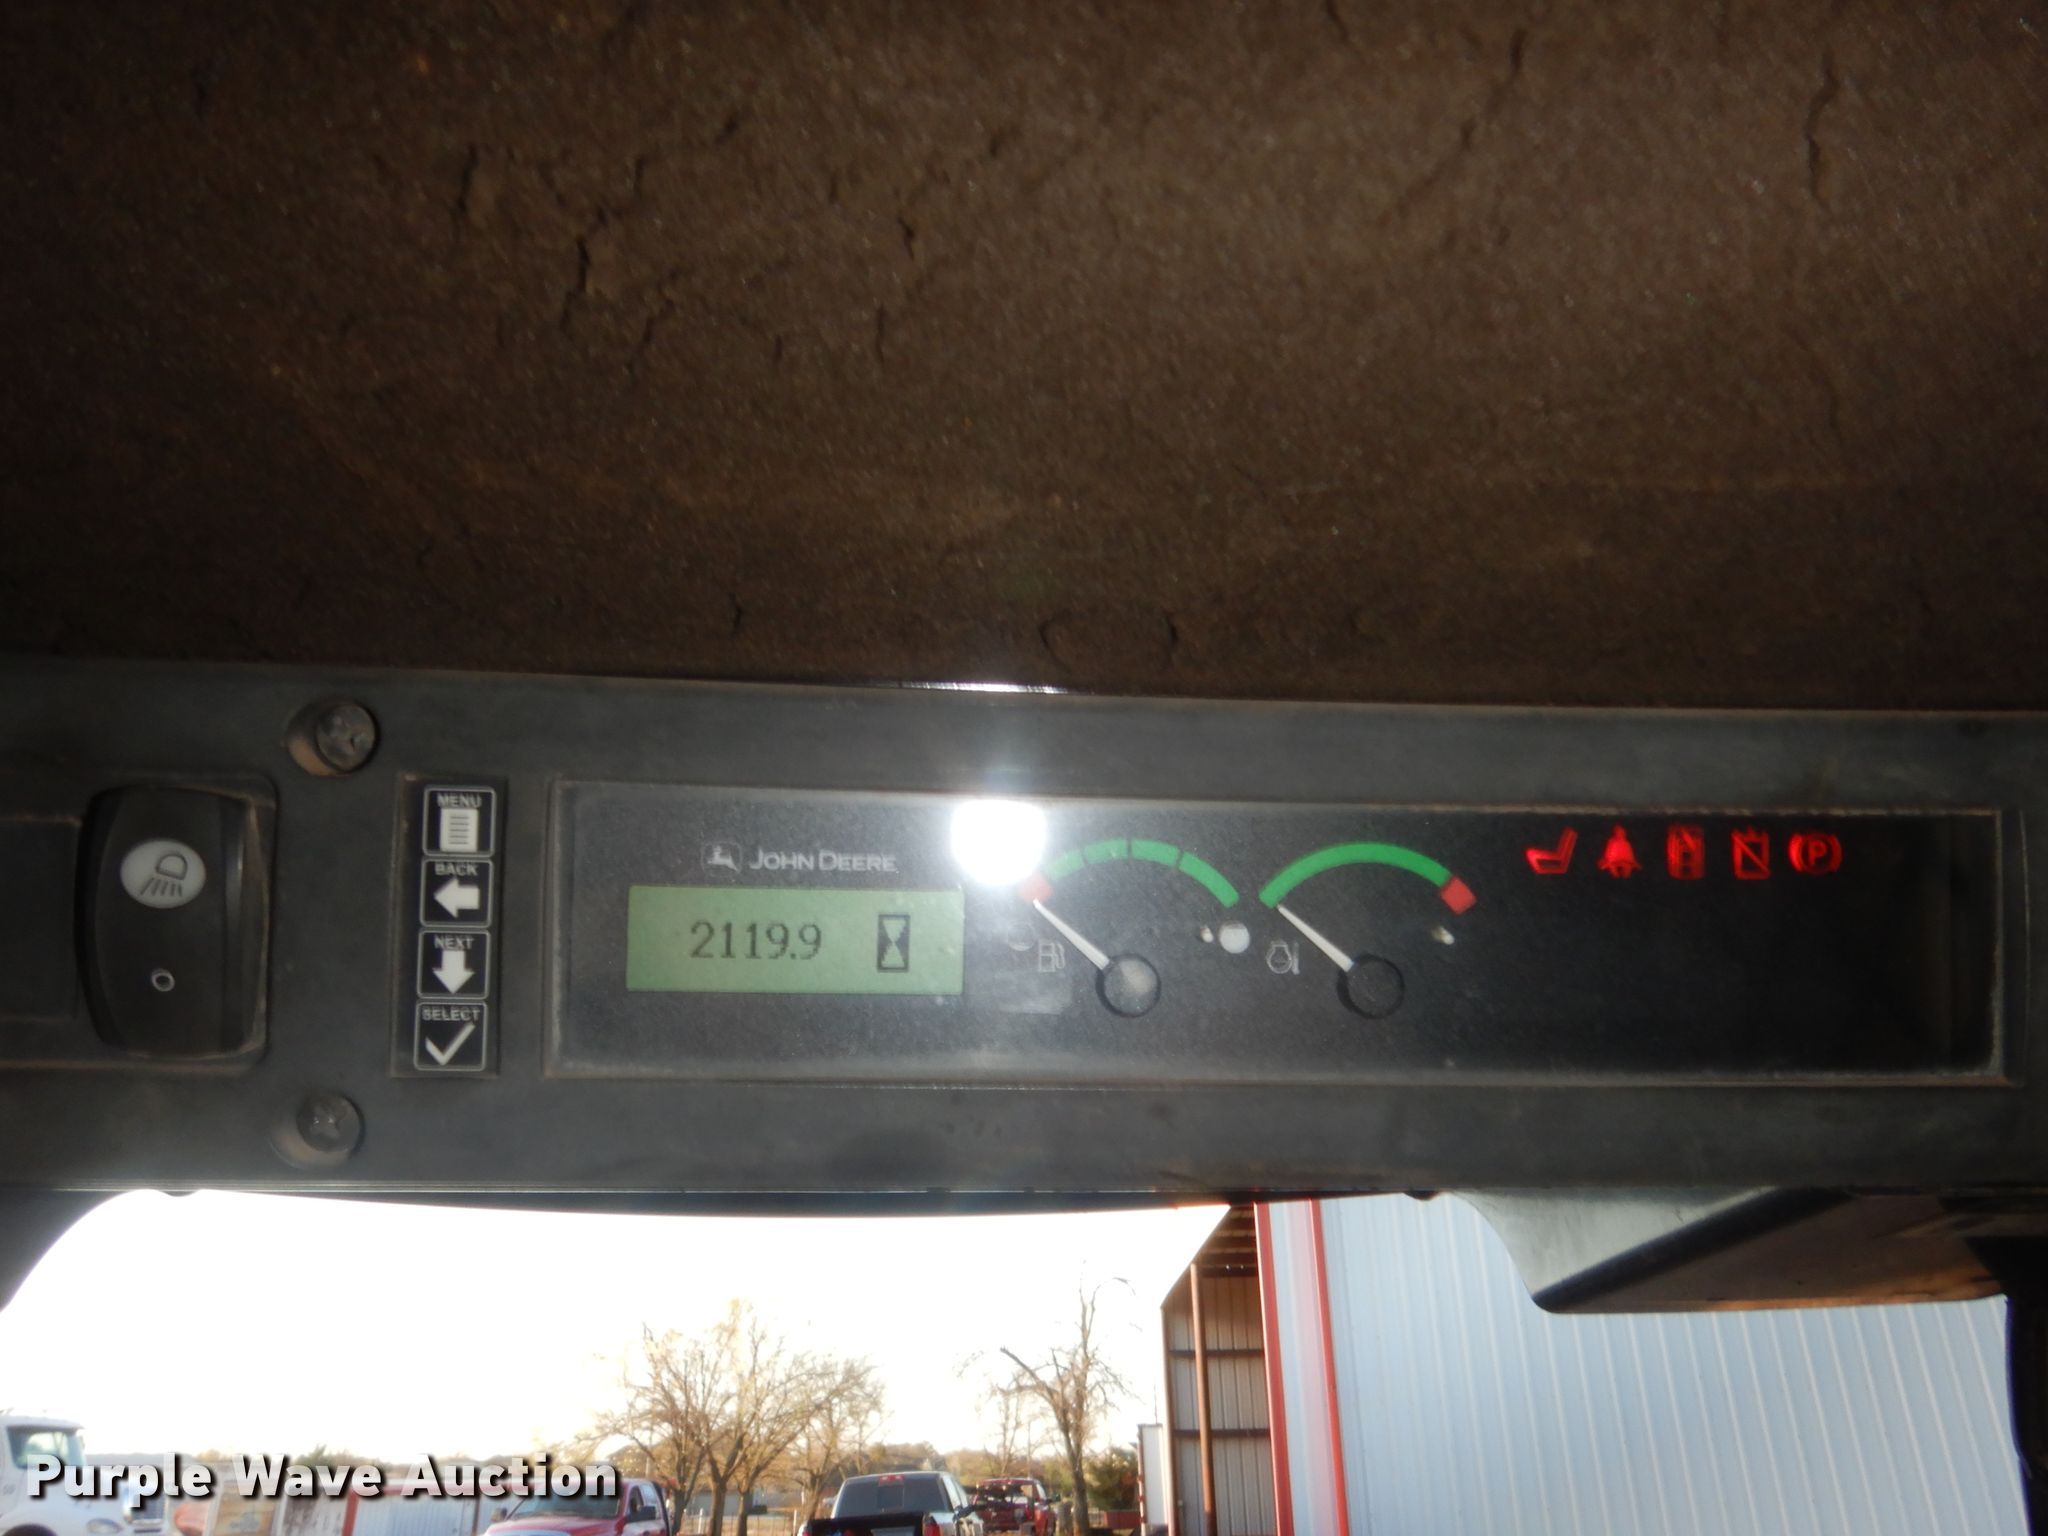 MENU
BACK
NEXT
SELECT
JOHN DEERE
2119.9
P
Purple Wave Auction